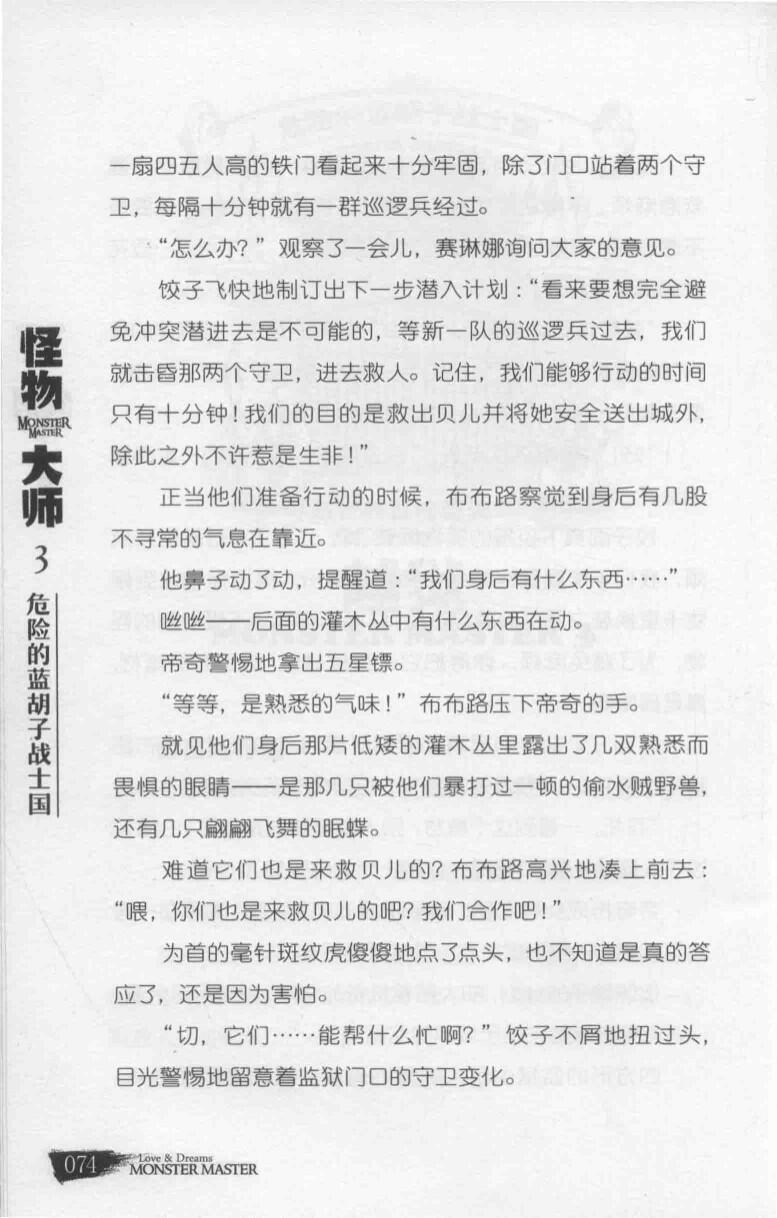 一扇四五人高的铁门看起来十分牢固，除了门口站着两个守
卫，每隔十分钟就有一群巡逻兵经过。
“怎么办？”观察了一会儿，赛琳娜询问大家的意见。
饺子飞快地制订出下一步潜入计划：“看来要想完全避
免冲突潜进去是不可能的，等新一队的巡逻兵过去，我们
就击昏那两个守卫，进去救人。记住，我们能够行动的时间
只有十分钟！我们的目的是救出贝儿并将她安全送出城外，
除此之外不许惹是生非！”
正当他们准备行动的时候，布布路察觉到身后有几股
不寻常的气息在靠近。
他鼻子动了动，提醒道：“我们身后有什么东西……”
咝咝——后面的灌木丛中有什么东西在动。
帝奇警惕地拿出五星镖。
“等等，是熟悉的气味！”布布路压下帝奇的手。
就见他们身后那片低矮的灌木丛里露出了几双熟悉而
畏惧的眼睛——是那几只被他们暴打过一顿的偷水贼野兽，
还有几只翩翩飞舞的眠蝶。
难道它们也是来救贝儿的？布布路高兴地凑上前去：
“喂，你们也是来救贝儿的吧？我们合作吧！”
为首的毫针斑纹虎傻傻地点了点头，也不知道是真的答
应了，还是因为害怕。
“切，它们……能帮什么忙啊？”饺子不屑地扭过头，
目光警惕地留意着监狱门口的守卫变化。
怪物
MONSTER
MASTER
大师
3
危险的蓝胡子战士国
074
Love & Dreams
MONSTER MASTER